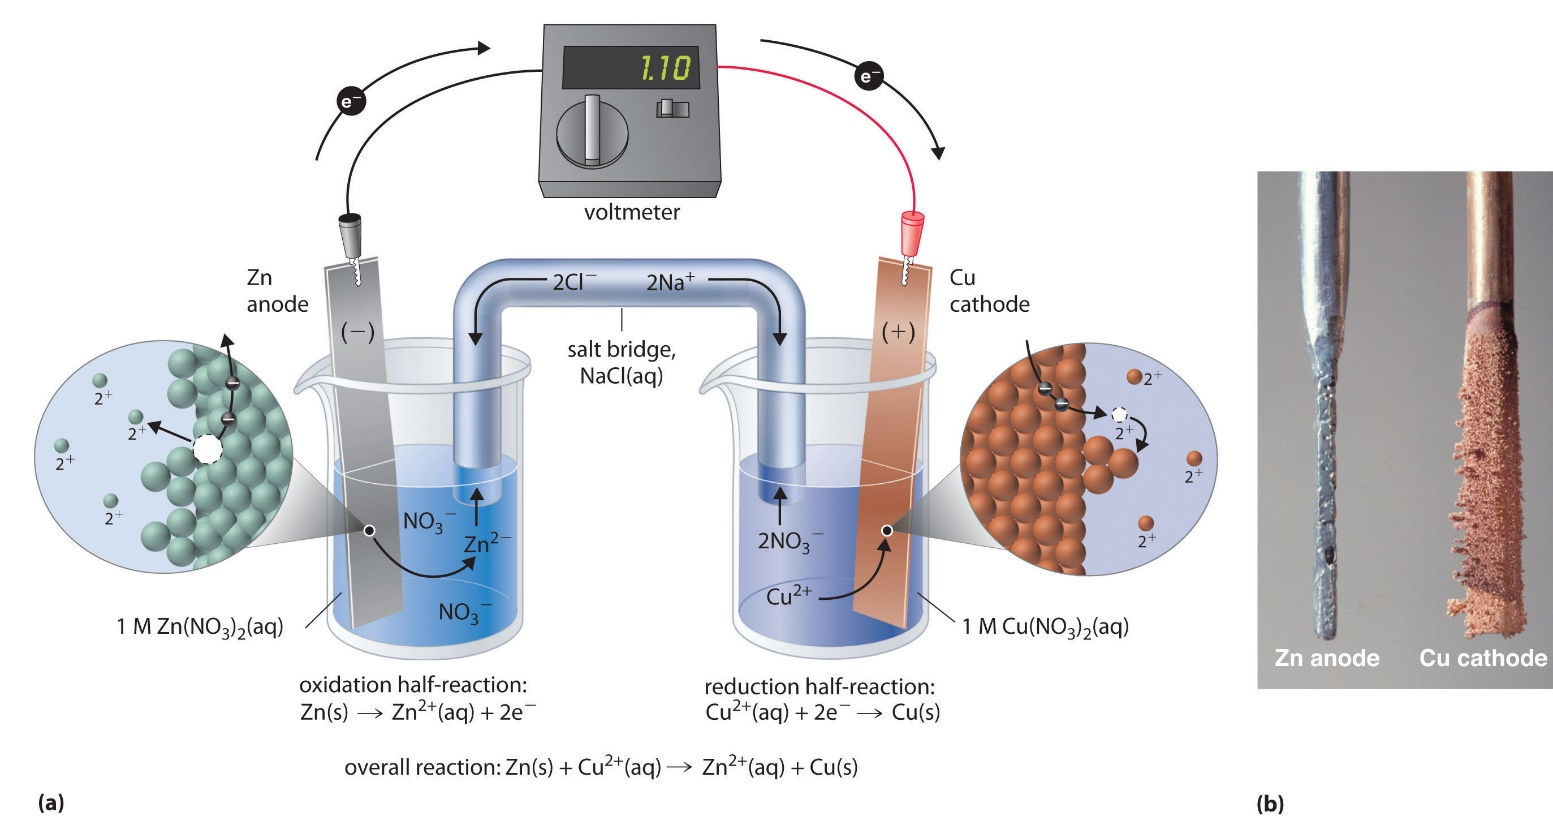 1.10
e⁻
e⁻
voltmeter
Zn
anode
2Cl⁻
2Na⁺
Cu
cathode
(−)
(+)
salt bridge,
NaCl(aq)
2⁺
2⁺
2⁺
2⁺
2⁺
2⁺
2⁺
2⁺
NO₃⁻
Zn²⁻
2NO₃⁻
Cu²⁺
NO₃⁻
1 M Zn(NO₃)₂(aq)
1 M Cu(NO₃)₂(aq)
oxidation half-reaction:
Zn(s) → Zn²⁺(aq) + 2e⁻
reduction half-reaction:
Cu²⁺(aq) + 2e⁻ → Cu(s)
overall reaction: Zn(s) + Cu²⁺(aq) → Zn²⁺(aq) + Cu(s)
(a)
Zn anode
Cu cathode
(b)